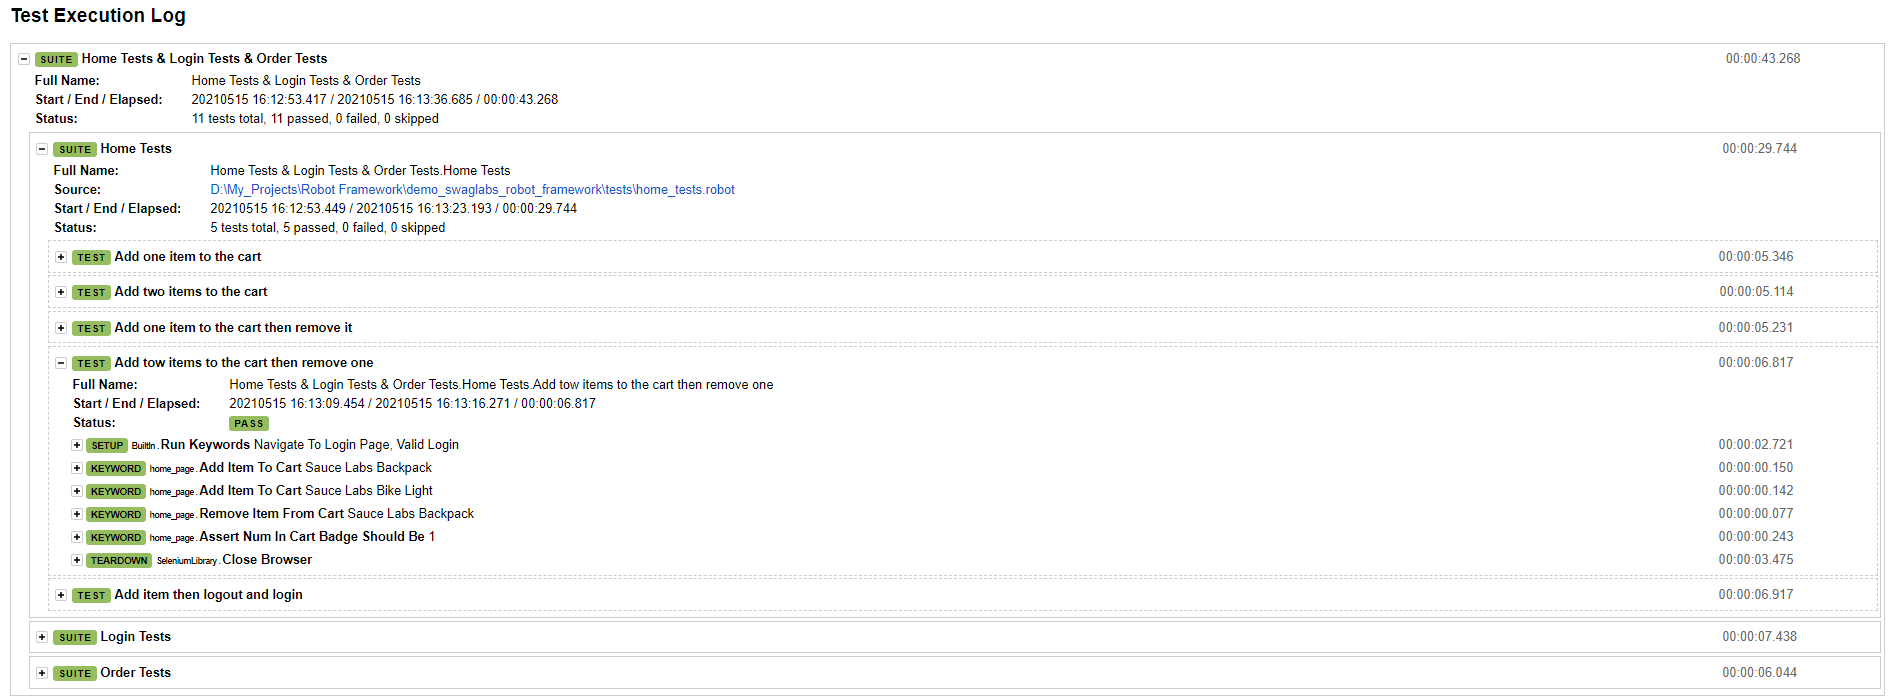 Test Execution Log
SUITE Home Tests & Login Tests & Order Tests 00:00:43.268
Full Name: Home Tests & Login Tests & Order Tests
Start / End / Elapsed: 20210515 16:12:53.417 / 20210515 16:13:36.685 / 00:00:43.268
Status: 11 tests total, 11 passed, 0 failed, 0 skipped
SUITE Home Tests 00:00:29.744
Full Name: Home Tests & Login Tests & Order Tests.Home Tests
Source: D:\My_Projects\Robot Framework\demo_swaglabs_robot_framework\tests\home_tests.robot
Start / End / Elapsed: 20210515 16:12:53.449 / 20210515 16:13:23.193 / 00:00:29.744
Status: 5 tests total, 5 passed, 0 failed, 0 skipped
TEST Add one item to the cart 00:00:05.346
TEST Add two items to the cart 00:00:05.114
TEST Add one item to the cart then remove it 00:00:05.231
TEST Add tow items to the cart then remove one 00:00:06.817
Full Name: Home Tests & Login Tests & Order Tests.Home Tests.Add tow items to the cart then remove one
Start / End / Elapsed: 20210515 16:13:09.454 / 20210515 16:13:16.271 / 00:00:06.817
Status: PASS
SETUP BuiltIn.Run Keywords Navigate To Login Page, Valid Login 00:00:02.721
KEYWORD home_page.Add Item To Cart Sauce Labs Backpack 00:00:00.150
KEYWORD home_page.Add Item To Cart Sauce Labs Bike Light 00:00:00.142
KEYWORD home_page.Remove Item From Cart Sauce Labs Backpack 00:00:00.077
KEYWORD home_page.Assert Num In Cart Badge Should Be 1 00:00:00.243
TEARDOWN SeleniumLibrary.Close Browser 00:00:03.475
TEST Add item then logout and login 00:00:06.917
SUITE Login Tests 00:00:07.438
SUITE Order Tests 00:00:06.044